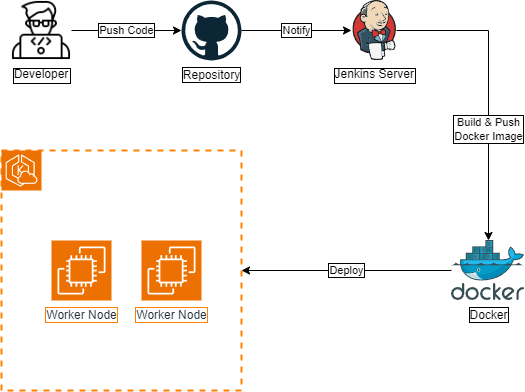 Push Code
Notify
Developer
Repository
Jenkins Server
Build & Push
Docker Image
Deploy
docker
Docker
Worker Node
Worker Node